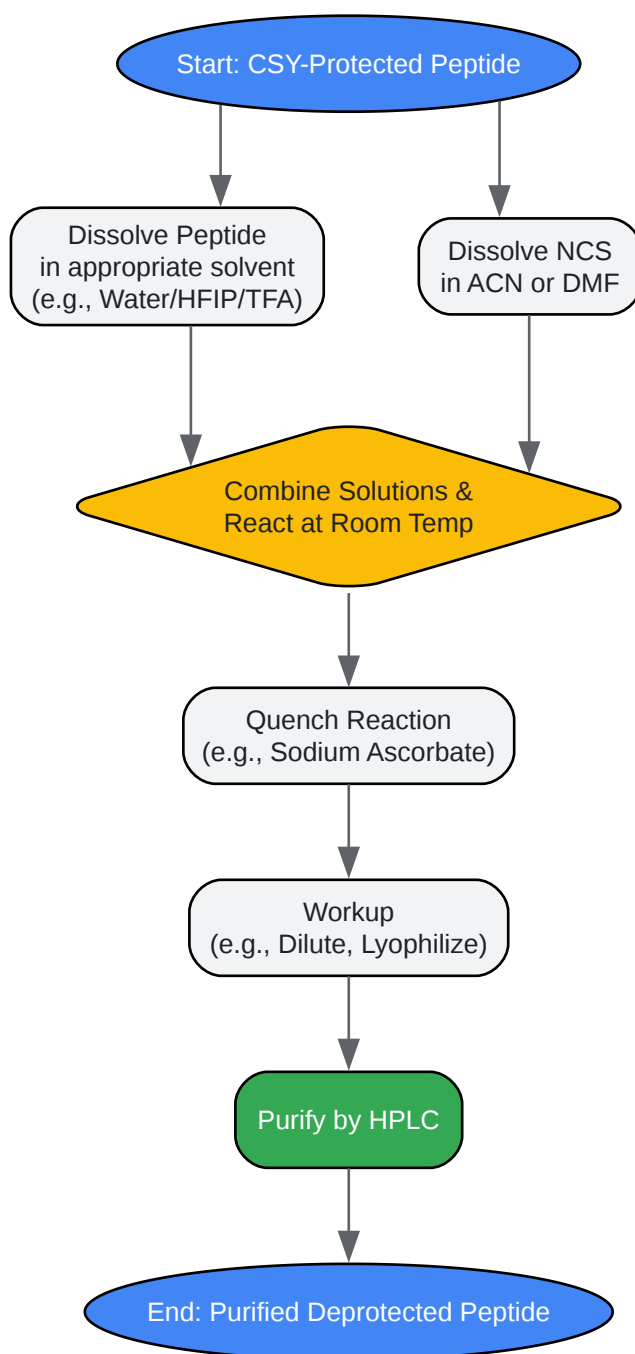 Start: CSY-Protected Peptide
Dissolve Peptide
in appropriate solvent
(e.g., Water/HFIP/TFA)
Dissolve NCS
in ACN or DMF
Combine Solutions &
React at Room Temp
Quench Reaction
(e.g., Sodium Ascorbate)
Workup
(e.g., Dilute, Lyophilize)
Purify by HPLC
End: Purified Deprotected Peptide